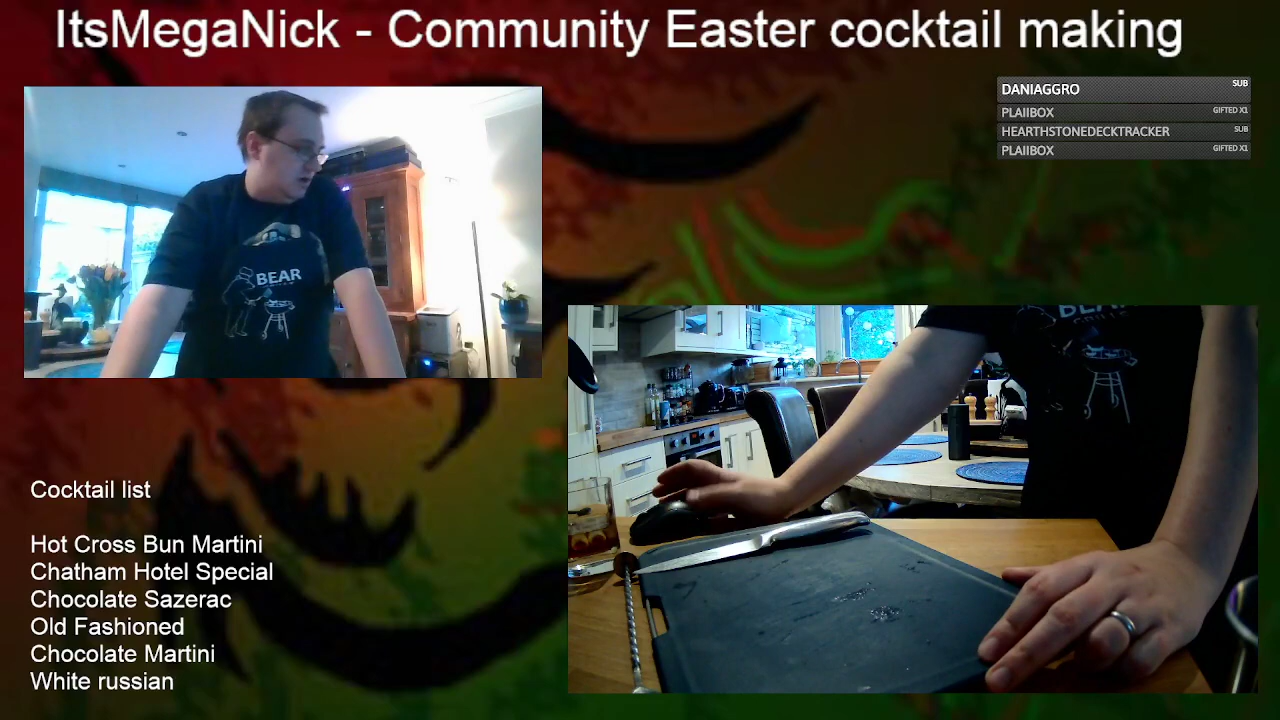 ItsMegaNick - Community Easter cocktail making
DANIAGGRO SUB
PLAIIBOX GIFTED X1
HEARTHSTONEDECKTRACKER SUB
PLAIIBOX GIFTED X1
BEAR
Cocktail list
Hot Cross Bun Martini
Chatham Hotel Special
Chocolate Sazerac
Old Fashioned
Chocolate Martini
White russian